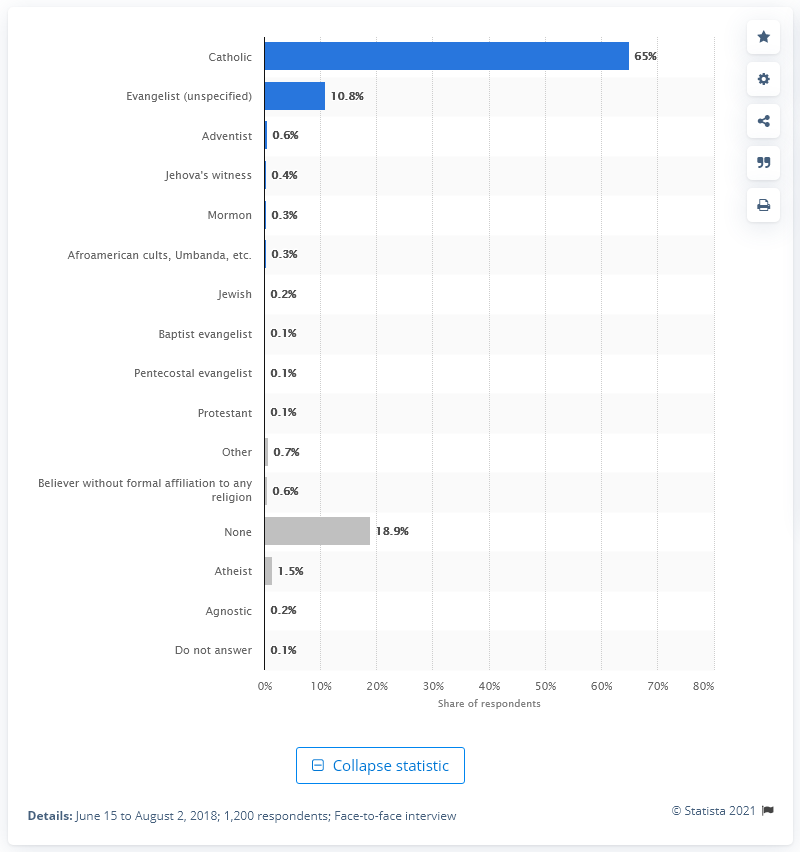 Catholic 65%
Evangelist (unspecified) 10.8%
Adventist 0.6%
Jehova's witness 0.4%
Mormon 0.3%
Afroamerican cults, Umbanda, etc. 0.3%
Jewish 0.2%
Baptist evangelist 0.1%
Pentecostal evangelist 0.1%
Protestant 0.1%
Other 0.7%
Believer without formal affiliation to any
religion 0.6%
None 18.9%
Atheist 1.5%
Agnostic 0.2%
Do not answer 0.1%
0% 10% 20% 30% 40% 50% 60% 70% 80%
Share of respondents
Collapse statistic
Details: June 15 to August 2, 2018; 1,200 respondents; Face-to-face interview
© Statista 2021